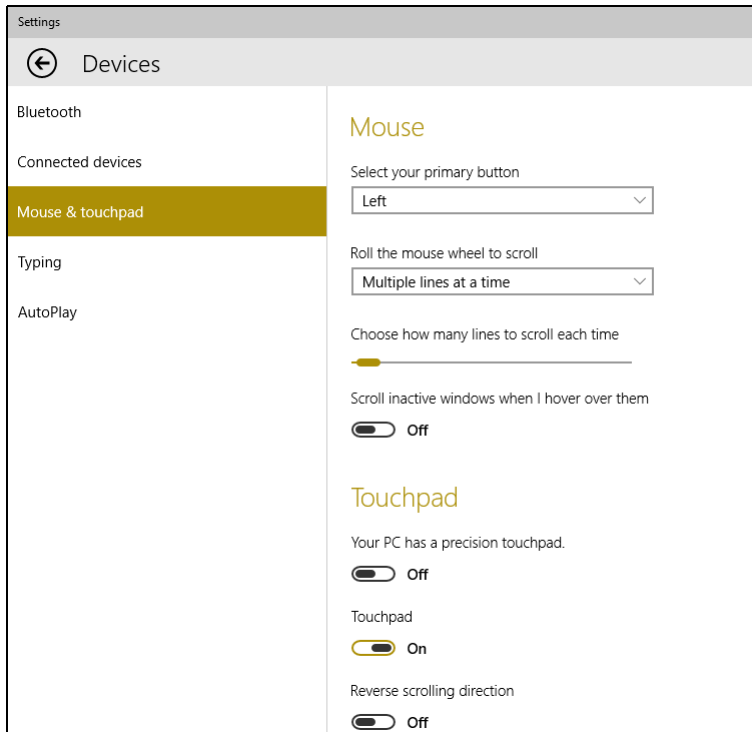 Settings
Devices
Bluetooth
Connected devices
Mouse & touchpad
Typing
AutoPlay
Mouse
Select your primary button
Left
Roll the mouse wheel to scroll
Multiple lines at a time
Choose how many lines to scroll each time
Scroll inactive windows when I hover over them
Off
Touchpad
Your PC has a precision touchpad.
Off
Touchpad
On
Reverse scrolling direction
Off